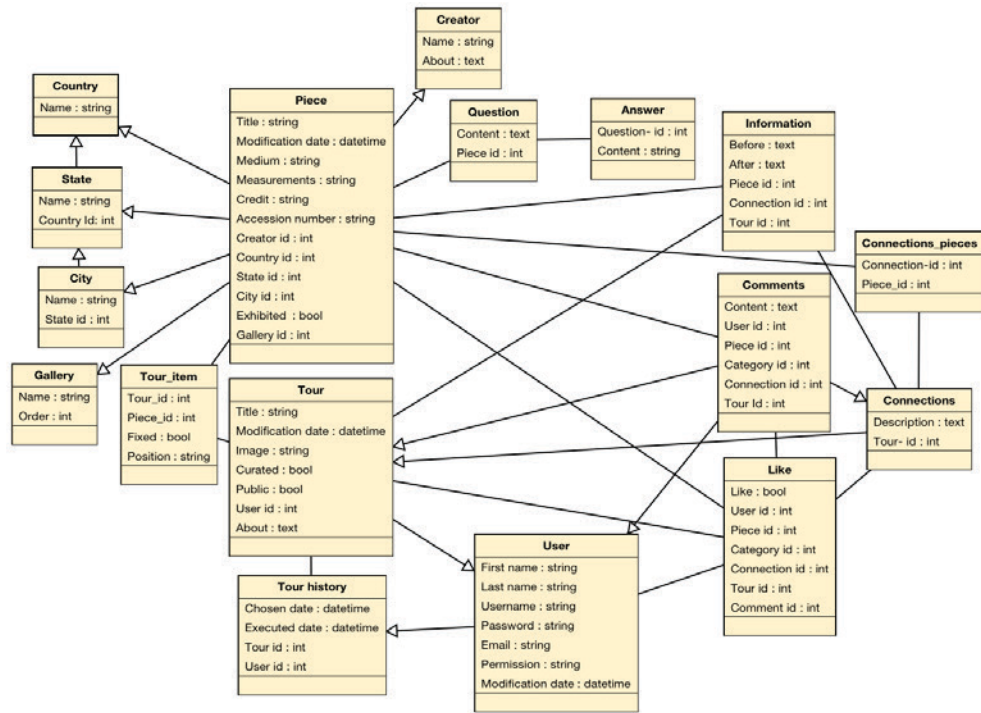 Creator
Name : string
About : text
Country
Name : string
Piece
Title : string
Modification date : datetime
Medium : string
Measurements : string
Credit : string
Accession number : string
Creator id : int
Country id : int
State id : int
City id : int
Exhibited : bool
Gallery id : int
Question
Content : text
Piece id : int
Answer
Question- id : int
Content : string
Information
Before : text
After : text
Piece id : int
Connection id : int
Tour id : int
State
Name : string
Country Id: int
Connections_pieces
Connection-id : int
Piece_id : int
City
Name : string
State id : int
Comments
Content : text
User id : int
Piece id : int
Category id : int
Connection id : int
Tour Id : int
Gallery
Name : string
Order : int
Tour_item
Tour_id : int
Piece_id : int
Fixed : bool
Position : string
Tour
Title : string
Modification date : datetime
Image : string
Curated : bool
Public : bool
User id : int
About : text
Connections
Description : text
Tour- id : int
Like
Like : bool
User id : int
Piece id : int
Category id : int
Connection id : int
Tour id : int
Comment id : int
User
First name : string
Last name : string
Username : string
Password : string
Email : string
Permission : string
Modification date : datetime
Tour history
Chosen date : datetime
Executed date : datetime
Tour id : int
User id : int